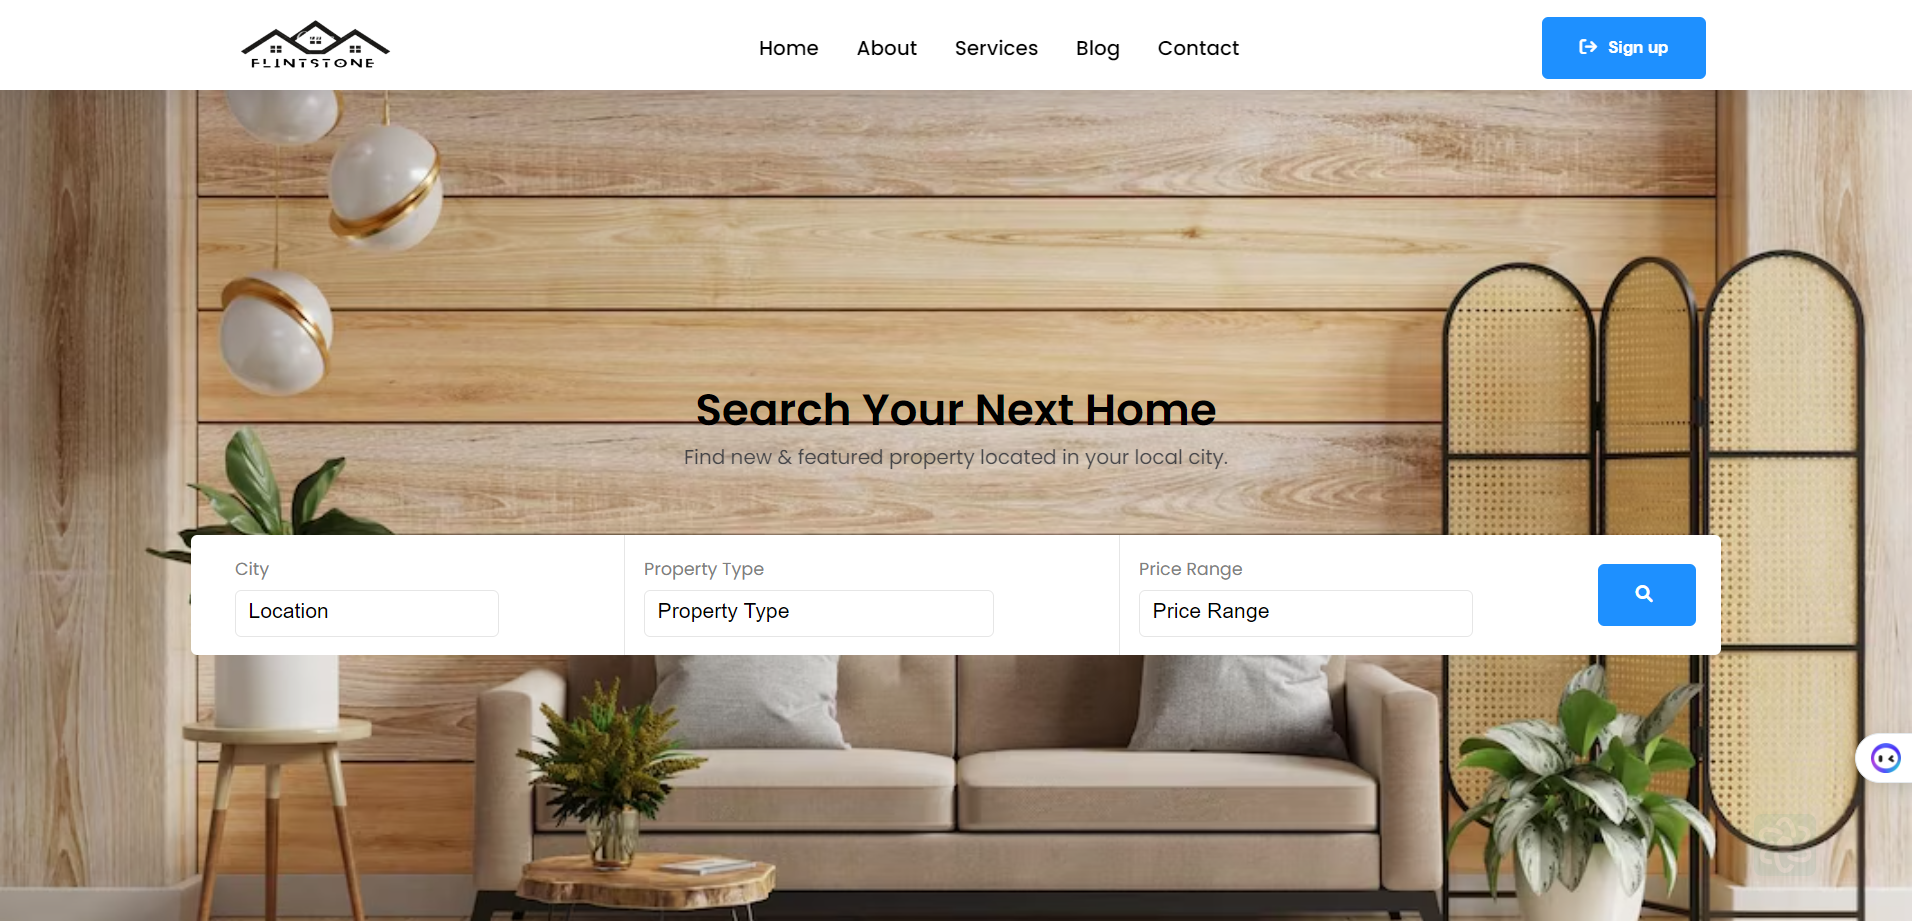 FLINTSTONE
Home About Services Blog Contact
Sign up
Search Your Next Home
Find new & featured property located in your local city.
City
Location
Property Type
Property Type
Price Range
Price Range